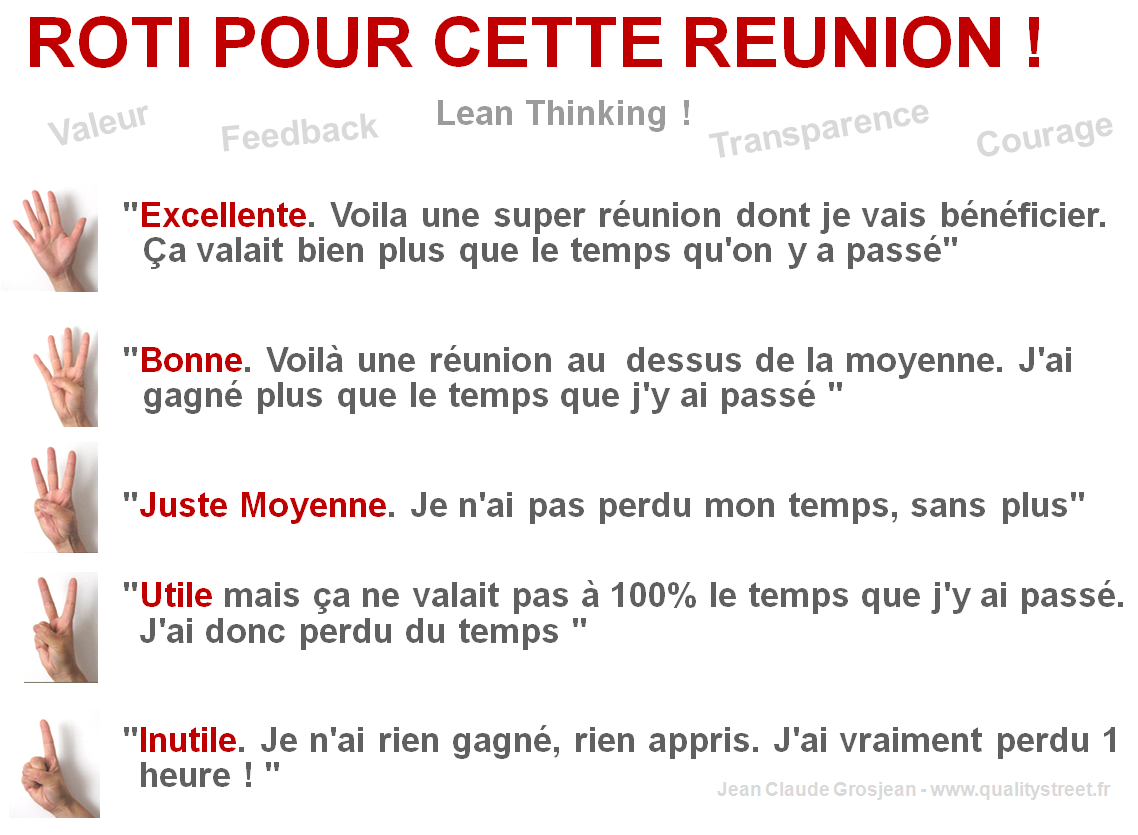 ROTI POUR CETTE REUNION !
Lean Thinking !
Valeur Feedback Transparence Courage
"Excellente. Voila une super réunion dont je vais bénéficier.
Ça valait bien plus que le temps qu'on y a passé"
"Bonne. Voilà une réunion au dessus de la moyenne. J'ai
gagné plus que le temps que j'y ai passé "
"Juste Moyenne. Je n'ai pas perdu mon temps, sans plus"
"Utile mais ça ne valait pas à 100% le temps que j'y ai passé.
J'ai donc perdu du temps "
"Inutile. Je n'ai rien gagné, rien appris. J'ai vraiment perdu 1
heure ! "
Jean Claude Grosjean - www.qualitystreet.fr